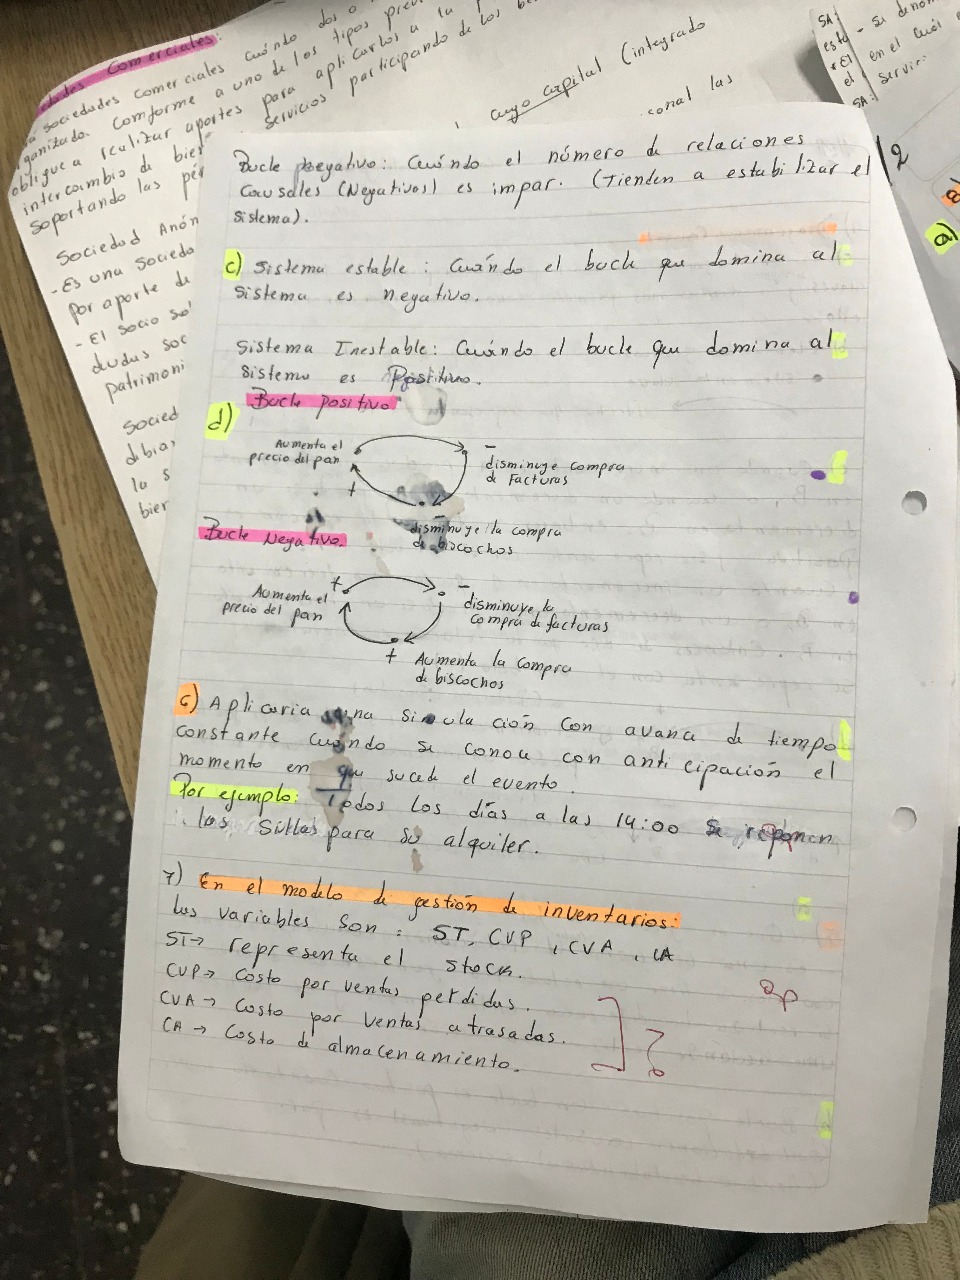 edades Comerciales:
sociedades comerciales cuándo dos o
ganizada. Comforme a uno de los tipos prev
obligue a realizar aportes para aplicarlos a la
intercambio de bier servicios participando de los be
soportando las pér
Sociedad Anón
- Es una socieda
Por aporte de
- El socio so
dudas soc
patrimoni
Socied
dibiar
la s
bier
cuyo capital (integrado
conal las
SA:
esta
• El
el
SA:
- Se denom
en el cuál
servic
2
a)
Bucle Negativo: Cuándo el número de relaciones
Causales (Negativos) es impar. (Tienden a estabilizar el
sistema).
c) Sistema estable: Cuándo el bucle que domina al
sistema es negativo.
Sistema Inestable: Cuándo el bucle que domina al
sistema es Positivo.
Bucle positivo
d)
Aumenta el
precio del pan
+
-
disminuye compra
de Facturas
-
disminuye la compra
de biscochos
Bucle Negativo.
Aumenta el
precio del pan
+
-
disminuye la
compra de facturas
+ Aumenta la compra
de biscochos
6) Aplicaria una simulación con avance de tiempo
constante cuándo se conoce con anticipación el
momento en que sucede el evento.
Por ejemplo: Todos los días a las 14:00 se reponen
las sillas para su alquiler.
7) En el modelo de gestión de inventarios:
Las variables son: ST, CVP, CVA, CA
ST → representa el stock.
CVP → Costo por ventas perdidas.
CVA → Costo por ventas atrasadas.
CA → Costo de almacenamiento.
?